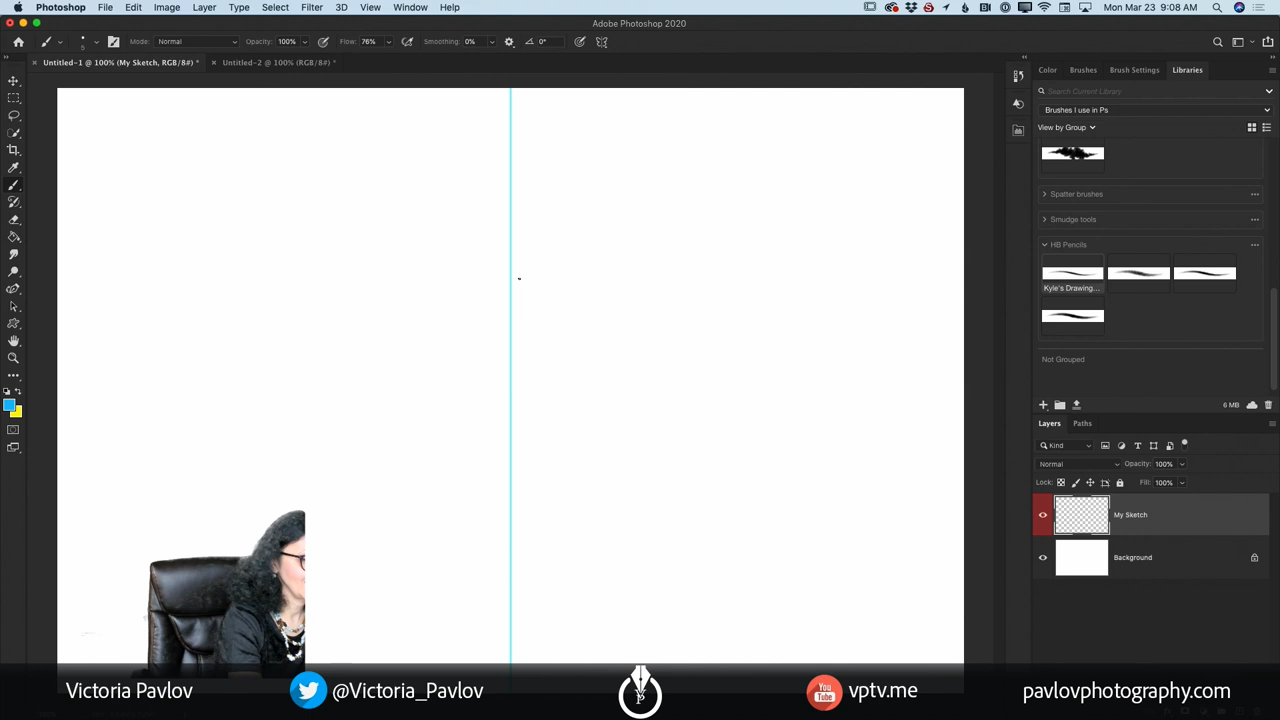 Photoshop File Edit Image Layer Type Select Filter 3D View Window Help Mon Mar 23 9:08 AM
Adobe Photoshop 2020
Mode: Normal Opacity: 100% Flow: 76% Smoothing: 0% 0°
5
Untitled-1 @ 100% (My Sketch, RGB/8#) * Untitled-2 @ 100% (RGB/8#) *
Color Brushes Brush Settings Libraries
Search Current Library
Brushes I use in Ps
View by Group
Spatter brushes
Smudge tools
HB Pencils
Kyle's Drawing...
Not Grouped
6 MB
Layers Paths
Kind
Normal Opacity: 100%
Lock: Fill: 100%
My Sketch
Background
Victoria Pavlov @Victoria_Pavlov P You Tube vptv.me pavlovphotography.com